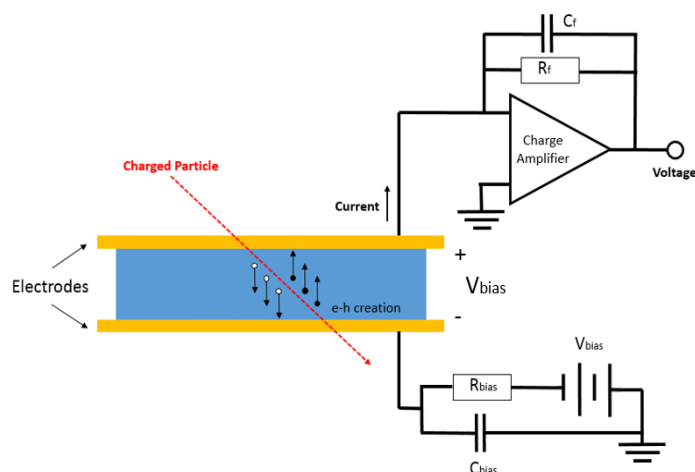 Cf
Rf
Charge
Amplifier
Voltage
Charged Particle
Current
+
Electrodes
Vbias
e-h creation
-
Vbias
Rbias
Cbias